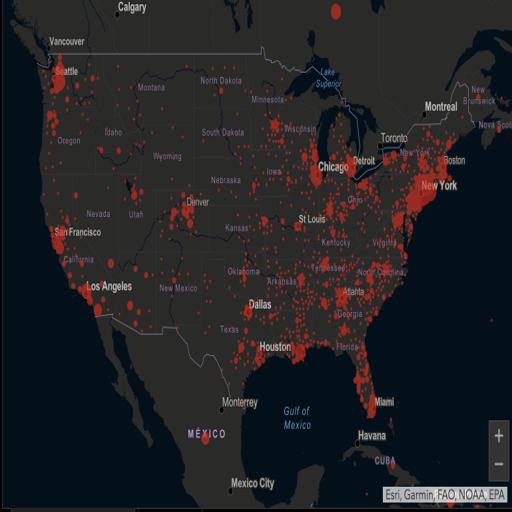 Calgary
Vancouver
Seattle
Lake
Superior
North Dakota
Montana
Minnesota
New
Brunswick
Montreal
Nova Scot
Oregon
Idaho
South Dakota
Wisconsin
Toronto
Wyoming
Chicago
Detroit
New York
Boston
Iowa
Nebraska
New York
Denver
Ohio
Nevada
Utah
St Louis
San Francisco
Kansas
Kentucky
Virginia
California
Oklahoma
Tennessee
North Carolina
Los Angeles
New Mexico
Arkansas
Atlanta
Dallas
Georgia
Texas
Houston
Florida
Monterrey
Gulf of
Mexico
Miami
MÉXICO
Havana
CUBA
Mexico City
+
−
Esri, Garmin, FAO, NOAA, EPA